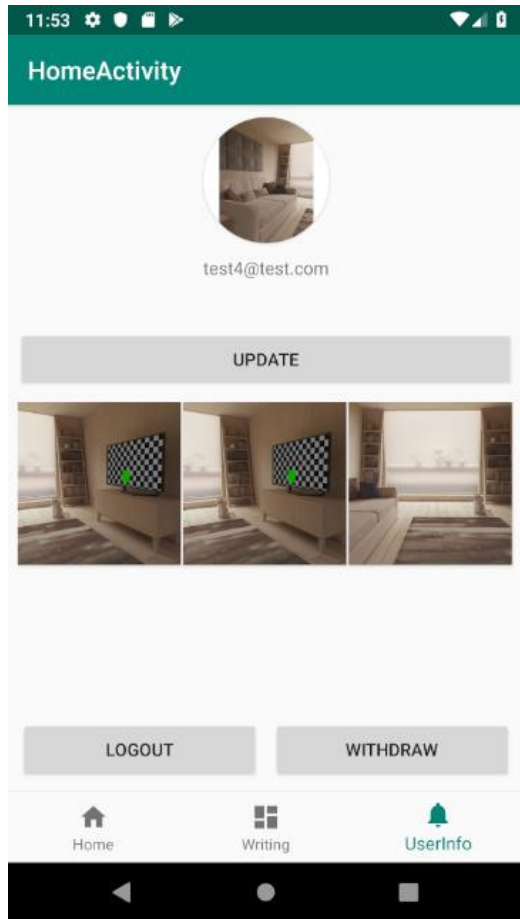 11:53
HomeActivity
test4@test.com
UPDATE
LOGOUT WITHDRAW
Home Writing UserInfo